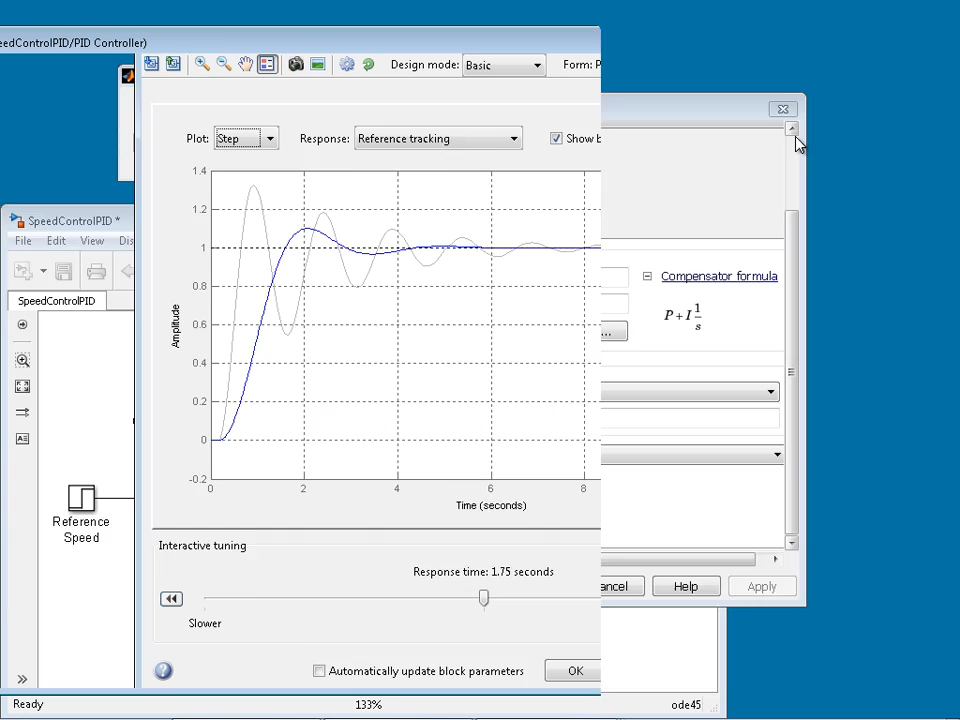 eedControlPID/PID Controller)
Design mode: Basic Form: P
Plot: Step Response: Reference tracking Show b
SpeedControlPID *
File Edit View Dis
SpeedControlPID
1.4
1.2
1
0.8
0.6
0.4
0.2
0
-0.2
Amplitude
0 2 4 6 8
Time (seconds)
Compensator formula
P + I 1/s
...
Reference
Speed
Interactive tuning
Response time: 1.75 seconds
Slower
Automatically update block parameters OK
ancel Help Apply
Ready 133% ode45